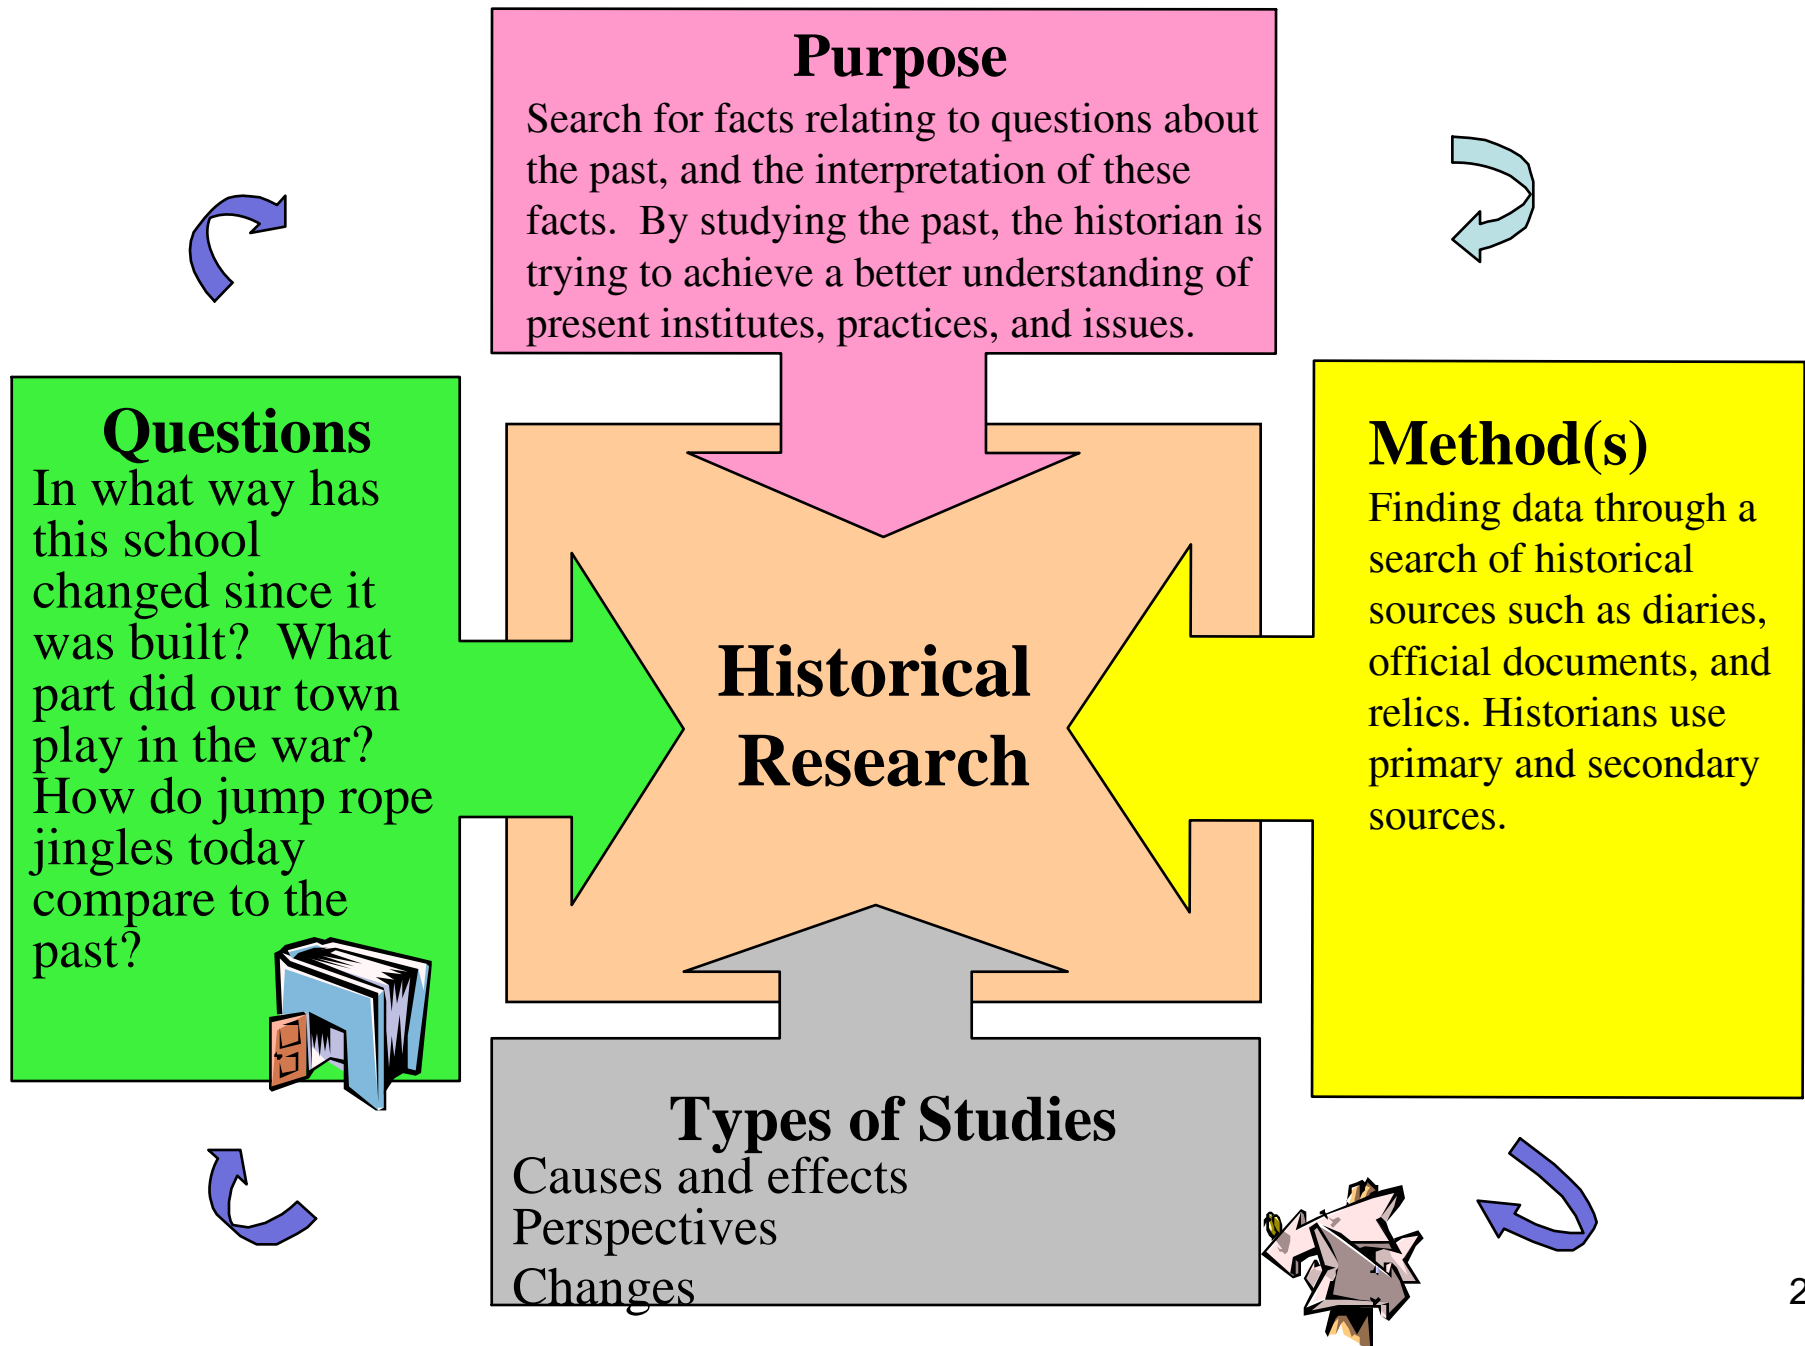 Purpose
Search for facts relating to questions about
the past, and the interpretation of these
facts.  By studying the past, the historian is
trying to achieve a better understanding of
present institutes, practices, and issues.
Questions
In what way has
this school
changed since it
was built?  What
part did our town
play in the war?
How do jump rope
jingles today
compare to the
past?
Historical
Research
Method(s)
Finding data through a
search of historical
sources such as diaries,
official documents, and
relics. Historians use
primary and secondary
sources.
Types of Studies
Causes and effects
Perspectives
Changes
2